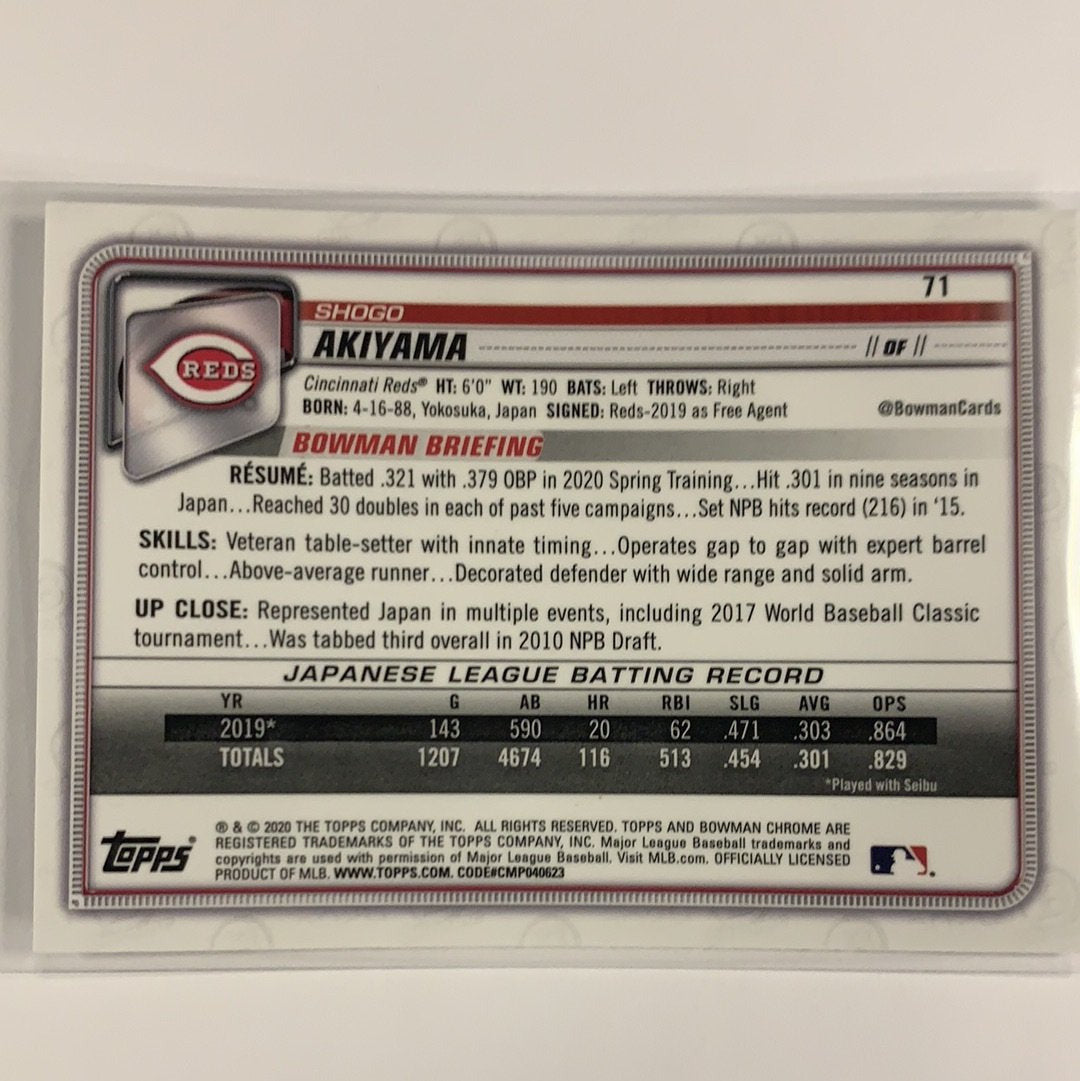 71
SHOGO
AKIYAMA // OF //
REDS
Cincinnati Reds® HT: 6'0" WT: 190 BATS: Left THROWS: Right
BORN: 4-16-88, Yokosuka, Japan SIGNED: Reds-2019 as Free Agent @BowmanCards
BOWMAN BRIEFING
RÉSUMÉ: Batted .321 with .379 OBP in 2020 Spring Training...Hit .301 in nine seasons in
Japan...Reached 30 doubles in each of past five campaigns...Set NPB hits record (216) in '15.
SKILLS: Veteran table-setter with innate timing...Operates gap to gap with expert barrel
control...Above-average runner...Decorated defender with wide range and solid arm.
UP CLOSE: Represented Japan in multiple events, including 2017 World Baseball Classic
tournament...Was tabbed third overall in 2010 NPB Draft.
JAPANESE LEAGUE BATTING RECORD
YR G AB HR RBI SLG AVG OPS
2019* 143 590 20 62 .471 .303 .864
TOTALS 1207 4674 116 513 .454 .301 .829
*Played with Seibu
® & © 2020 THE TOPPS COMPANY, INC. ALL RIGHTS RESERVED. TOPPS AND BOWMAN CHROME ARE
REGISTERED TRADEMARKS OF THE TOPPS COMPANY, INC. Major League Baseball trademarks and
copyrights are used with permission of Major League Baseball. Visit MLB.com. OFFICIALLY LICENSED
PRODUCT OF MLB. WWW.TOPPS.COM. CODE#CMP040623
Topps®